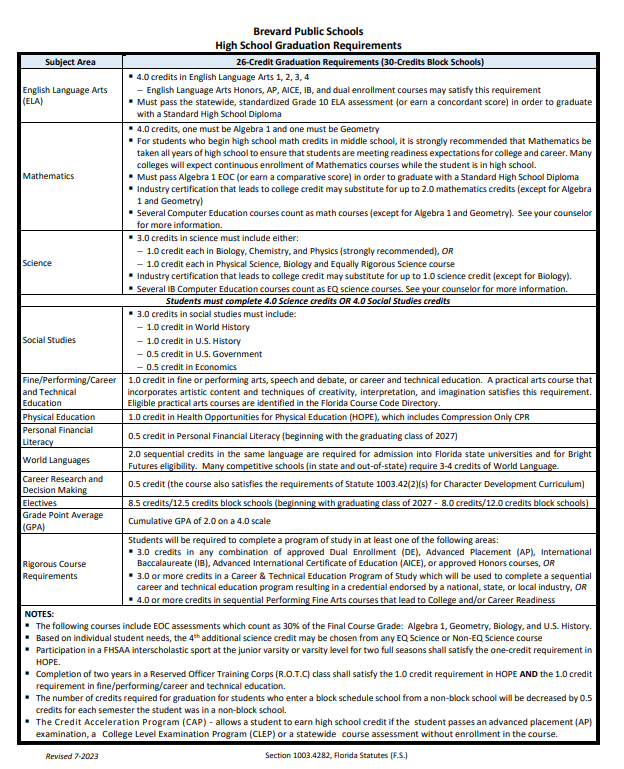 Brevard Public Schools
High School Graduation Requirements
Subject Area
26-Credit Graduation Requirements (30-Credits Block Schools)
English Language Arts
(ELA)
▪ 4.0 credits in English Language Arts 1, 2, 3, 4
– English Language Arts Honors, AP, AICE, IB, and dual enrollment courses may satisfy this requirement
▪ Must pass the statewide, standardized Grade 10 ELA assessment (or earn a concordant score) in order to graduate
with a Standard High School Diploma
Mathematics
▪ 4.0 credits, one must be Algebra 1 and one must be Geometry
▪ For students who begin high school math credits in middle school, it is strongly recommended that Mathematics be
taken all years of high school to ensure that students are meeting readiness expectations for college and career. Many
colleges will expect continuous enrollment of Mathematics courses while the student is in high school.
▪ Must pass Algebra 1 EOC (or earn a comparative score) in order to graduate with a Standard High School Diploma
▪ Industry certification that leads to college credit may substitute for up to 2.0 mathematics credits (except for Algebra
1 and Geometry)
▪ Several Computer Education courses count as math courses (except for Algebra 1 and Geometry). See your counselor
for more information.
Science
▪ 3.0 credits in science must include either:
– 1.0 credit each in Biology, Chemistry, and Physics (strongly recommended), OR
– 1.0 credit each in Physical Science, Biology and Equally Rigorous Science course
▪ Industry certification that leads to college credit may substitute for up to 1.0 science credit (except for Biology).
▪ Several IB Computer Education courses count as EQ science courses. See your counselor for more information.
Students must complete 4.0 Science credits OR 4.0 Social Studies credits
Social Studies
▪ 3.0 credits in social studies must include:
– 1.0 credit in World History
– 1.0 credit in U.S. History
– 0.5 credit in U.S. Government
– 0.5 credit in Economics
Fine/Performing/Career
and Technical
Education
1.0 credit in fine or performing arts, speech and debate, or career and technical education. A practical arts course that
incorporates artistic content and techniques of creativity, interpretation, and imagination satisfies this requirement.
Eligible practical arts courses are identified in the Florida Course Code Directory.
Physical Education
1.0 credit in Health Opportunities for Physical Education (HOPE), which includes Compression Only CPR
Personal Financial
Literacy
0.5 credit in Personal Financial Literacy (beginning with the graduating class of 2027)
World Languages
2.0 sequential credits in the same language are required for admission into Florida state universities and for Bright
Futures eligibility. Many competitive schools (in state and out-of-state) require 3-4 credits of World Language.
Career Research and
Decision Making
0.5 credit (the course also satisfies the requirements of Statute 1003.42(2)(s) for Character Development Curriculum)
Electives
8.5 credits/12.5 credits block schools (beginning with graduating class of 2027 - 8.0 credits/12.0 credits block schools)
Grade Point Average
(GPA)
Cumulative GPA of 2.0 on a 4.0 scale
Rigorous Course
Requirements
Students will be required to complete a program of study in at least one of the following areas:
▪ 3.0 credits in any combination of approved Dual Enrollment (DE), Advanced Placement (AP), International
Baccalaureate (IB), Advanced International Certificate of Education (AICE), or approved Honors courses, OR
▪ 3.0 or more credits in a Career & Technical Education Program of Study which will be used to complete a sequential
career and technical education program resulting in a credential endorsed by a national, state, or local industry, OR
▪ 4.0 or more credits in sequential Performing Fine Arts courses that lead to College and/or Career Readiness
NOTES:
▪ The following courses include EOC assessments which count as 30% of the Final Course Grade: Algebra 1, Geometry, Biology, and U.S. History.
▪ Based on individual student needs, the 4th additional science credit may be chosen from any EQ Science or Non-EQ Science course
▪ Participation in a FHSAA interscholastic sport at the junior varsity or varsity level for two full seasons shall satisfy the one-credit requirement in
HOPE.
▪ Completion of two years in a Reserved Officer Training Corps (R.O.T.C) class shall satisfy the 1.0 credit requirement in HOPE AND the 1.0 credit
requirement in fine/performing/career and technical education.
▪ The number of credits required for graduation for students who enter a block schedule school from a non-block school will be decreased by 0.5
credits for each semester the student was in a non-block school.
▪ The Credit Acceleration Program (CAP) - allows a student to earn high school credit if the student passes an advanced placement (AP)
examination, a College Level Examination Program (CLEP) or a statewide course assessment without enrollment in the course.
Revised 7-2023
Section 1003.4282, Florida Statutes (F.S.)